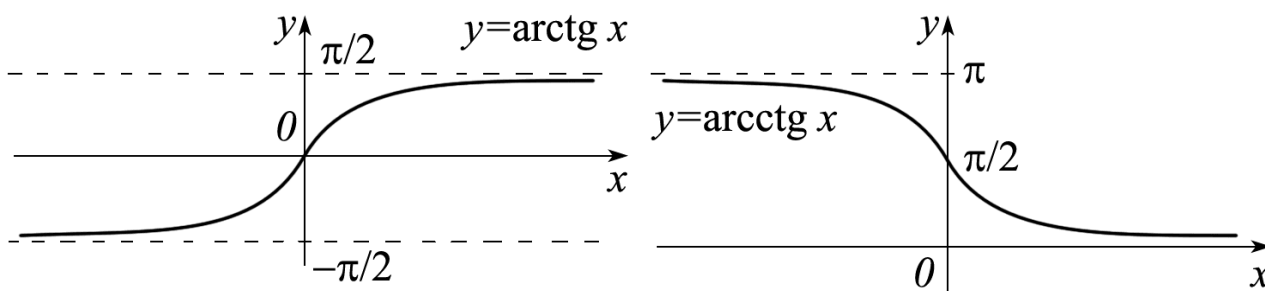 y
π/2
y=arctg x
0
x
−π/2
y
π
y=arcctg x
π/2
0
x